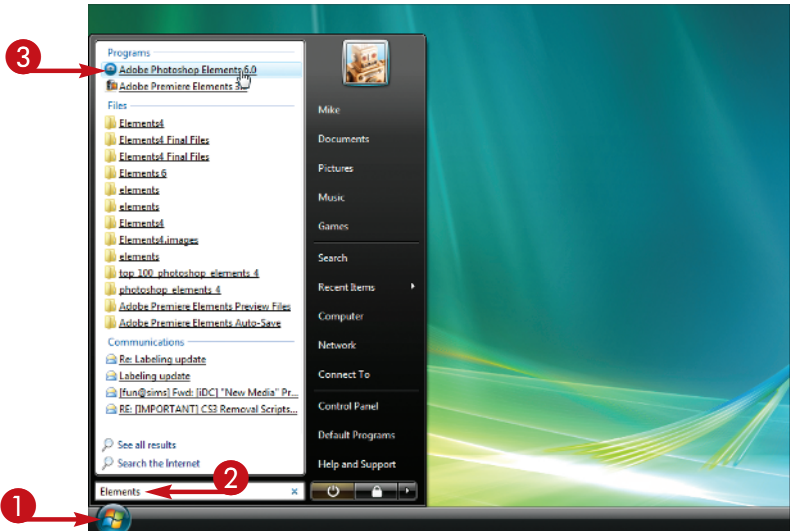 Programs
Adobe Photoshop Elements 6.0
Adobe Premiere Elements 3.0
Files
Elements4
Elements4 Final Files
Elements4 Final Files
Elements 6
elements
elements
Elements4
Elements4.images
elements
top_100_photoshop_elements_4
photoshop_elements_4
Adobe Premiere Elements Preview Files
Adobe Premiere Elements Auto-Save
Communications
Re: Labeling update
Labeling update
[fun@sims] Fwd: [iDC] "New Media" Pr...
RE: [IMPORTANT] CS3 Removal Scripts...
See all results
Search the Internet
Elements
Mike
Documents
Pictures
Music
Games
Search
Recent Items
Computer
Network
Connect To
Control Panel
Default Programs
Help and Support
3
2
1